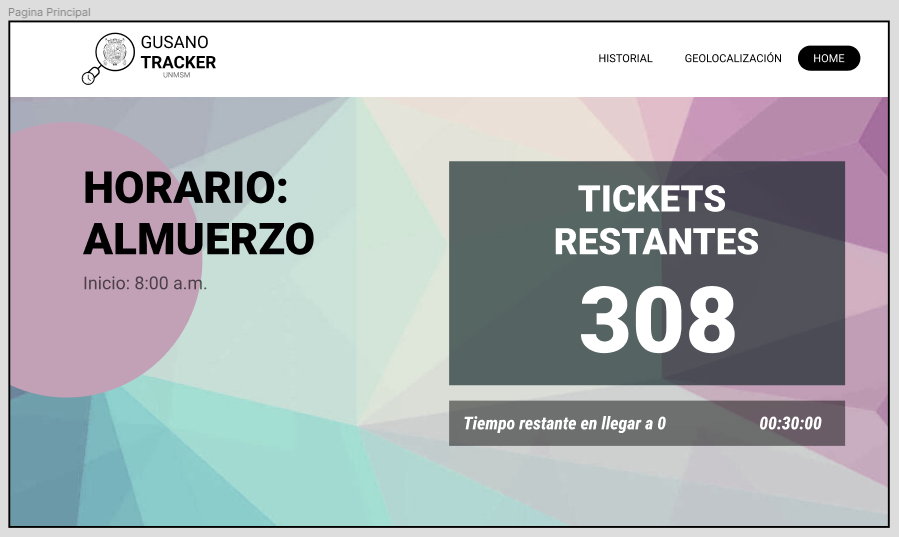 Pagina Principal
GUSANO
TRACKER
UNMSM
HISTORIAL
GEOLOCALIZACIÓN
HOME
HORARIO:
ALMUERZO
Inicio: 8:00 a.m.
TICKETS
RESTANTES
308
Tiempo restante en llegar a 0
00:30:00